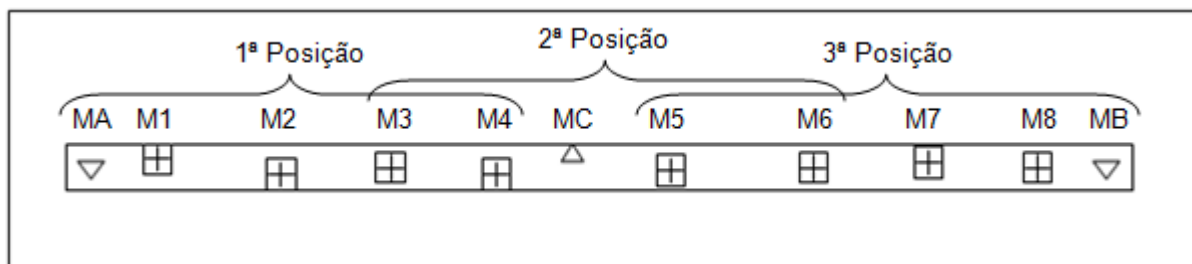 2ª Posição
1ª Posição
3ª Posição
MA M1 M2 M3 M4 MC M5 M6 M7 M8 MB